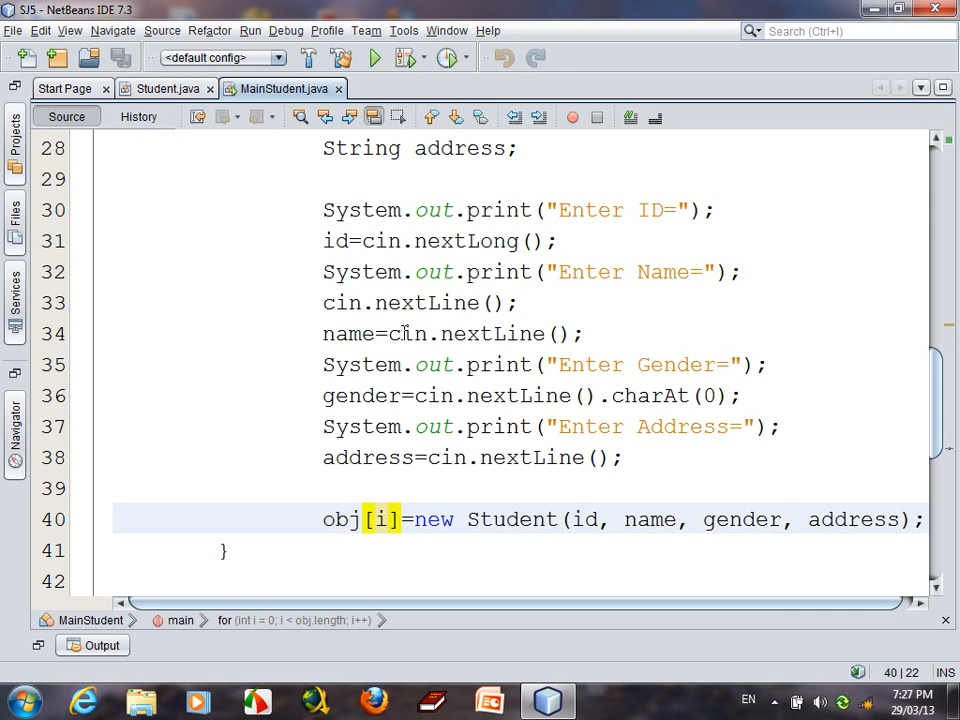 SJ5 - NetBeans IDE 7.3
File Edit View Navigate Source Refactor Run Debug Profile Team Tools Window Help
Search (Ctrl+I)
<default config>
Start Page Student.java MainStudent.java
Source History
Projects
Files
Services
Navigator
28 String address;
29
30 System.out.print("Enter ID=");
31 id=cin.nextLong();
32 System.out.print("Enter Name=");
33 cin.nextLine();
34 name=cin.nextLine();
35 System.out.print("Enter Gender=");
36 gender=cin.nextLine().charAt(0);
37 System.out.print("Enter Address=");
38 address=cin.nextLine();
39
40 obj[i]=new Student(id, name, gender, address);
41 }
42
MainStudent main for (int i = 0; i < obj.length; i++)
Output
40 | 22 INS
EN 7:27 PM
29/03/13